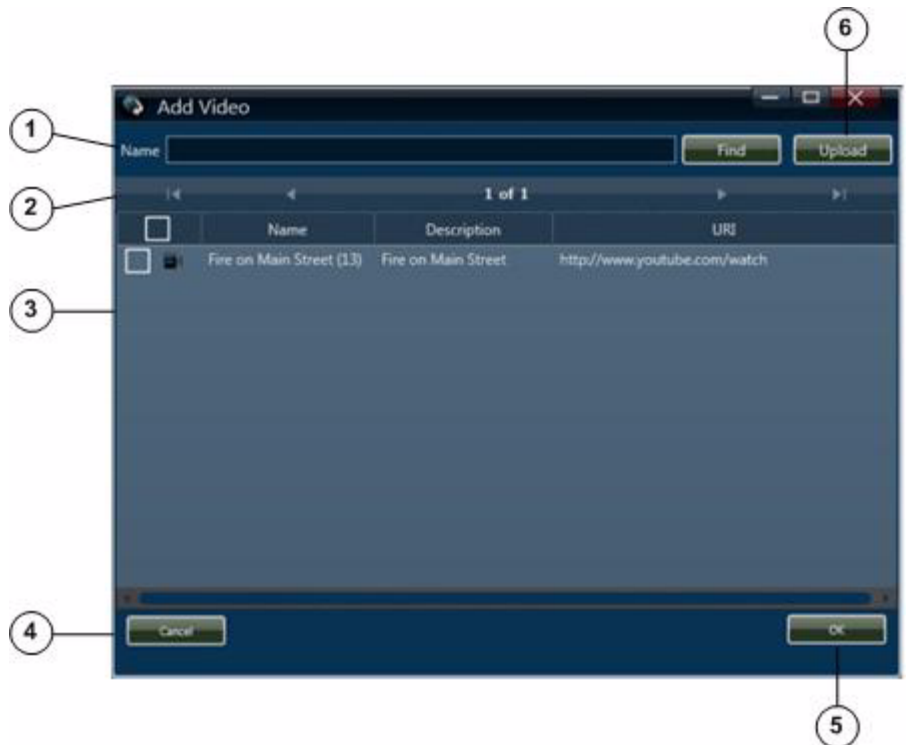 6
Add Video
1
Name Find Upload
2
1 of 1
Name Description URI
Fire on Main Street (13) Fire on Main Street http://www.youtube.com/watch
3
4
Cancel OK
5